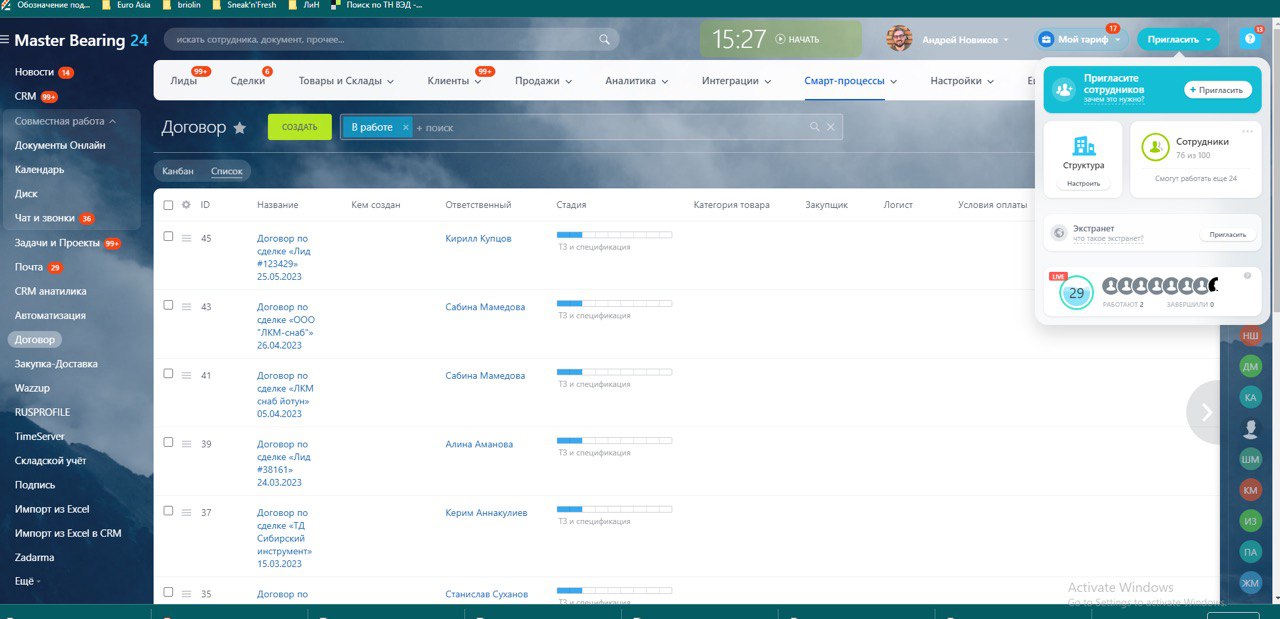 Обозначение под...
Euro Asia
briolin
Sneak'n'Fresh
ЛиН
Поиск по ТН ВЭД -...
Master Bearing 24
искать сотрудника, документ, прочее...
15:27
НАЧАТЬ
Андрей Новиков
Мой тариф
17
Пригласить
?
13
Новости 14
CRM 99+
Совместная работа
Документы Онлайн
Календарь
Диск
Чат и звонки 36
Задачи и Проекты 99+
Почта 29
CRM анатилика
Автоматизация
Договор
Закупка-Доставка
Wazzup
RUSPROFILE
TimeServer
Складской учёт
Подпись
Импорт из Excel
Импорт из Excel в CRM
Zadarma
Ещё
Лиды 99+
Сделки 6
Товары и Склады
Клиенты 99+
Продажи
Аналитика
Интеграции
Смарт-процессы
Настройки
Договор
СОЗДАТЬ
В работе ×
+ поиск
Канбан
Список
ID
Название
Кем создан
Ответственный
Стадия
Категория товара
Закупщик
Логист
Условия оплаты
45
Договор по
сделке «Лид
#123429»
25.05.2023
Кирилл Купцов
ТЗ и спецификация
43
Договор по
сделке «ООО
"ЛКМ-снаб"»
26.04.2023
Сабина Мамедова
ТЗ и спецификация
41
Договор по
сделке «ЛКМ
снаб йотун»
05.04.2023
Сабина Мамедова
ТЗ и спецификация
39
Договор по
сделке «Лид
#38161»
24.03.2023
Алина Аманова
ТЗ и спецификация
37
Договор по
сделке «ТД
Сибирский
инструмент»
15.03.2023
Керим Аннакулиев
ТЗ и спецификация
35
Договор по
Станислав Суханов
ТЗ и спецификация
Пригласите
сотрудников
зачем это нужно?
+ Пригласить
Структура
Настроить
Сотрудники
76 из 100
Смогут работать еще 24
Экстранет
что такое экстранет?
Пригласить
LIVE
29
РАБОТАЮТ 2
ЗАВЕРШИЛИ 0
?
НШ
ДМ
КА
ШМ
КМ
ИЗ
ПА
ЖМ
Activate Windows
Go to Settings to activate Windows.